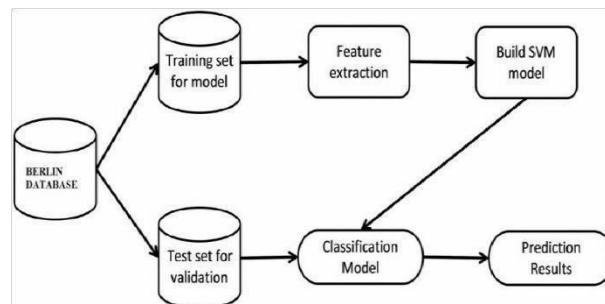 Training set
for model
Feature
extraction
Build SVM
model
BERLIN
DATABASE
Test set for
validation
Classification
Model
Prediction
Results